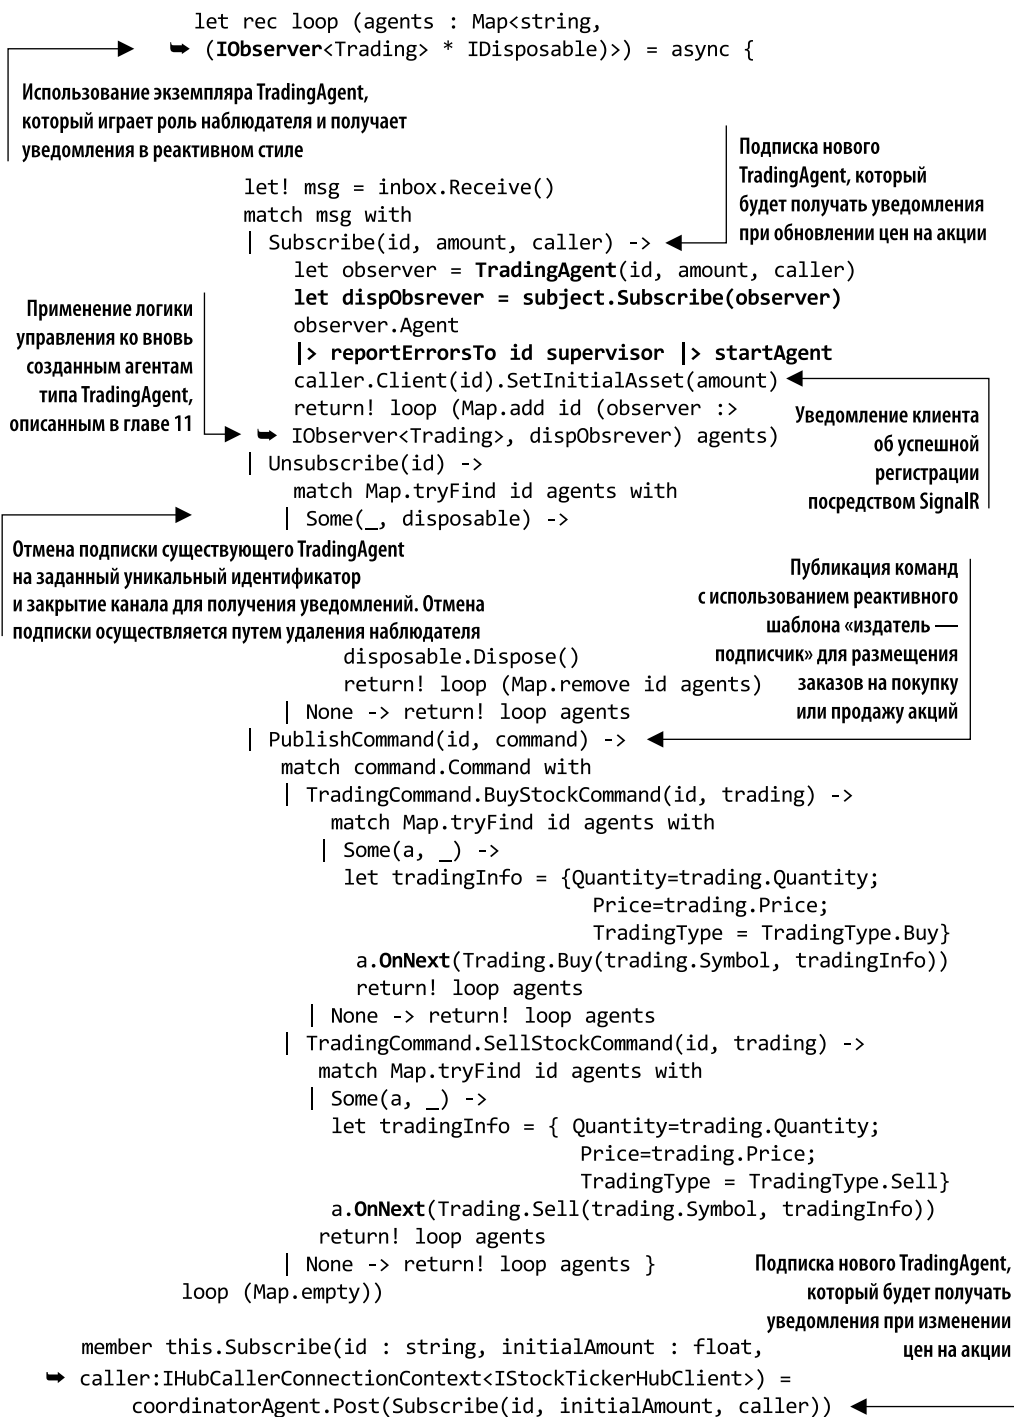 let rec loop (agents : Map<string,
➥ (IObserver<Trading> * IDisposable)>) = async {
Использование экземпляра TradingAgent,
который играет роль наблюдателя и получает
уведомления в реактивном стиле
Подписка нового
TradingAgent, который
будет получать уведомления
при обновлении цен на акции
let! msg = inbox.Receive()
match msg with
| Subscribe(id, amount, caller) ->
let observer = TradingAgent(id, amount, caller)
let dispObsrever = subject.Subscribe(observer)
observer.Agent
|> reportErrorsTo id supervisor |> startAgent
caller.Client(id).SetInitialAsset(amount)
return! loop (Map.add id (observer :>
➥ IObserver<Trading>, dispObsrever) agents)
Применение логики
управления ко вновь
созданным агентам
типа TradingAgent,
описанным в главе 11
Уведомление клиента
об успешной
регистрации
посредством SignalR
| Unsubscribe(id) ->
match Map.tryFind id agents with
| Some(_, disposable) ->
Отмена подписки существующего TradingAgent
на заданный уникальный идентификатор
и закрытие канала для получения уведомлений. Отмена
подписки осуществляется путем удаления наблюдателя
Публикация команд
с использованием реактивного
шаблона «издатель —
подписчик» для размещения
заказов на покупку
или продажу акций
disposable.Dispose()
return! loop (Map.remove id agents)
| None -> return! loop agents
| PublishCommand(id, command) ->
match command.Command with
| TradingCommand.BuyStockCommand(id, trading) ->
match Map.tryFind id agents with
| Some(a, _) ->
let tradingInfo = {Quantity=trading.Quantity;
Price=trading.Price;
TradingType = TradingType.Buy}
a.OnNext(Trading.Buy(trading.Symbol, tradingInfo))
return! loop agents
| None -> return! loop agents
| TradingCommand.SellStockCommand(id, trading) ->
match Map.tryFind id agents with
| Some(a, _) ->
let tradingInfo = { Quantity=trading.Quantity;
Price=trading.Price;
TradingType = TradingType.Sell}
a.OnNext(Trading.Sell(trading.Symbol, tradingInfo))
return! loop agents
| None -> return! loop agents }
loop (Map.empty))
Подписка нового TradingAgent,
который будет получать
уведомления при изменении
цен на акции
member this.Subscribe(id : string, initialAmount : float,
➥ caller:IHubCallerConnectionContext<IStockTickerHubClient>) =
coordinatorAgent.Post(Subscribe(id, initialAmount, caller))